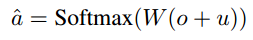 â = Softmax(W(o + u))